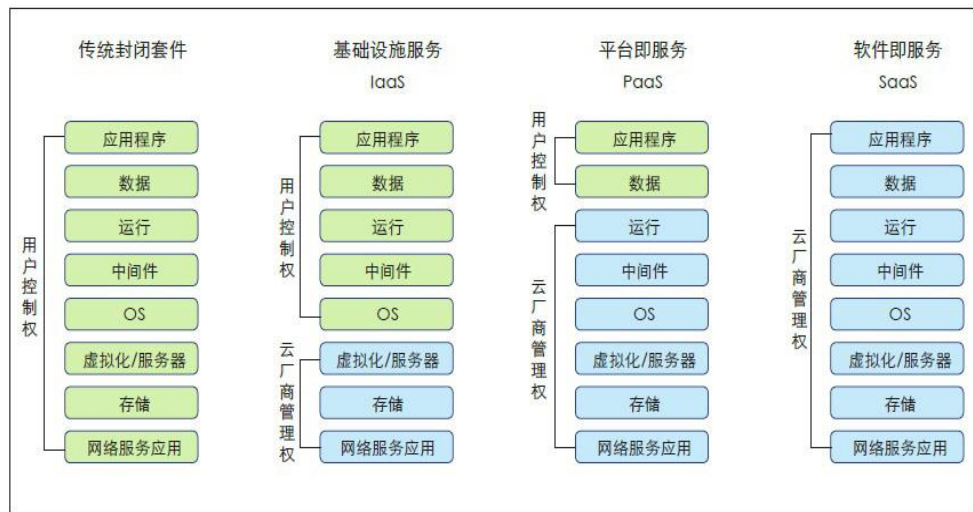 传统封闭套件
基础设施服务
IaaS
平台即服务
PaaS
软件即服务
SaaS
用户控制权
应用程序
数据
运行
中间件
OS
虚拟化/服务器
存储
网络服务应用
用户控制权
云厂商管理权
应用程序
数据
运行
中间件
OS
虚拟化/服务器
存储
网络服务应用
用户控制权
云厂商管理权
应用程序
数据
运行
中间件
OS
虚拟化/服务器
存储
网络服务应用
云厂商管理权
应用程序
数据
运行
中间件
OS
虚拟化/服务器
存储
网络服务应用